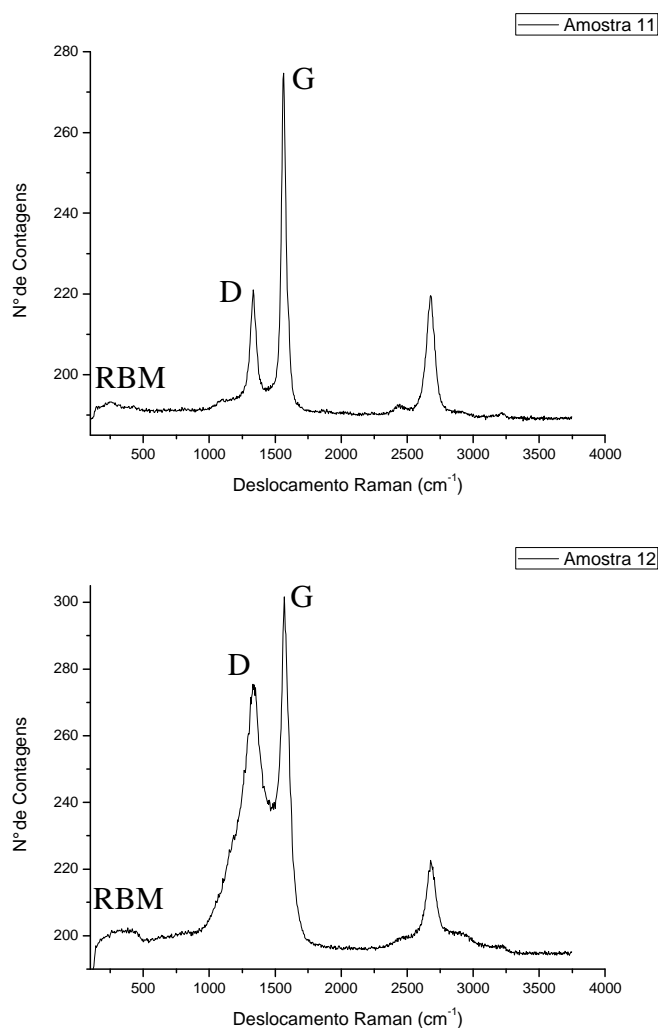 Amostra 11
280
G
260
240
D
220
RBM
200
N° de Contagens
500 1000 1500 2000 2500 3000 3500 4000
Deslocamento Raman (cm⁻¹)
Amostra 12
300
G
D
280
260
240
220
RBM
200
N° de Contagens
500 1000 1500 2000 2500 3000 3500 4000
Deslocamento Raman (cm⁻¹)